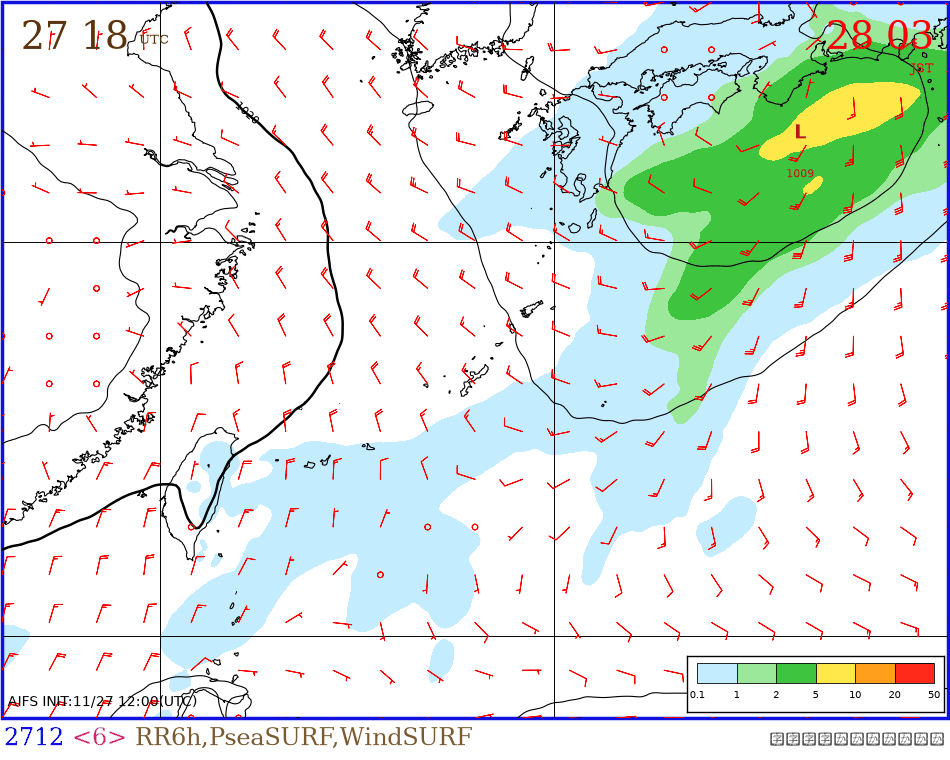 27 18 UTC
28 03
JST
1020
L
1009
0.1 1 2 5 10 20 50
AIFS INIT:11/27 12:00(UTC)
2712 <6> RR6h,PseaSURF,WindSURF